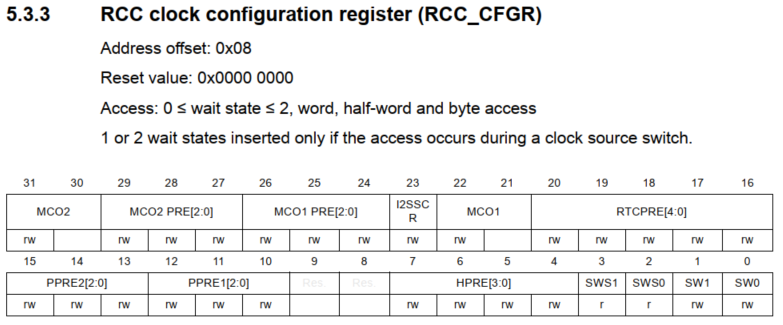 5.3.3 RCC clock configuration register (RCC_CFGR)
Address offset: 0x08
Reset value: 0x0000 0000
Access: 0 ≤ wait state ≤ 2, word, half-word and byte access
1 or 2 wait states inserted only if the access occurs during a clock source switch.
31 30 29 28 27 26 25 24 23 22 21 20 19 18 17 16
MCO2 MCO2 PRE[2:0] MCO1 PRE[2:0] I2SSC MCO1 RTCPRE[4:0]
R
rw rw rw rw rw rw rw rw rw rw rw rw rw rw
15 14 13 12 11 10 9 8 7 6 5 4 3 2 1 0
PPRE2[2:0] PPRE1[2:0] Res. Res. HPRE[3:0] SWS1 SWS0 SW1 SW0
rw rw rw rw rw rw rw rw rw rw r r rw rw